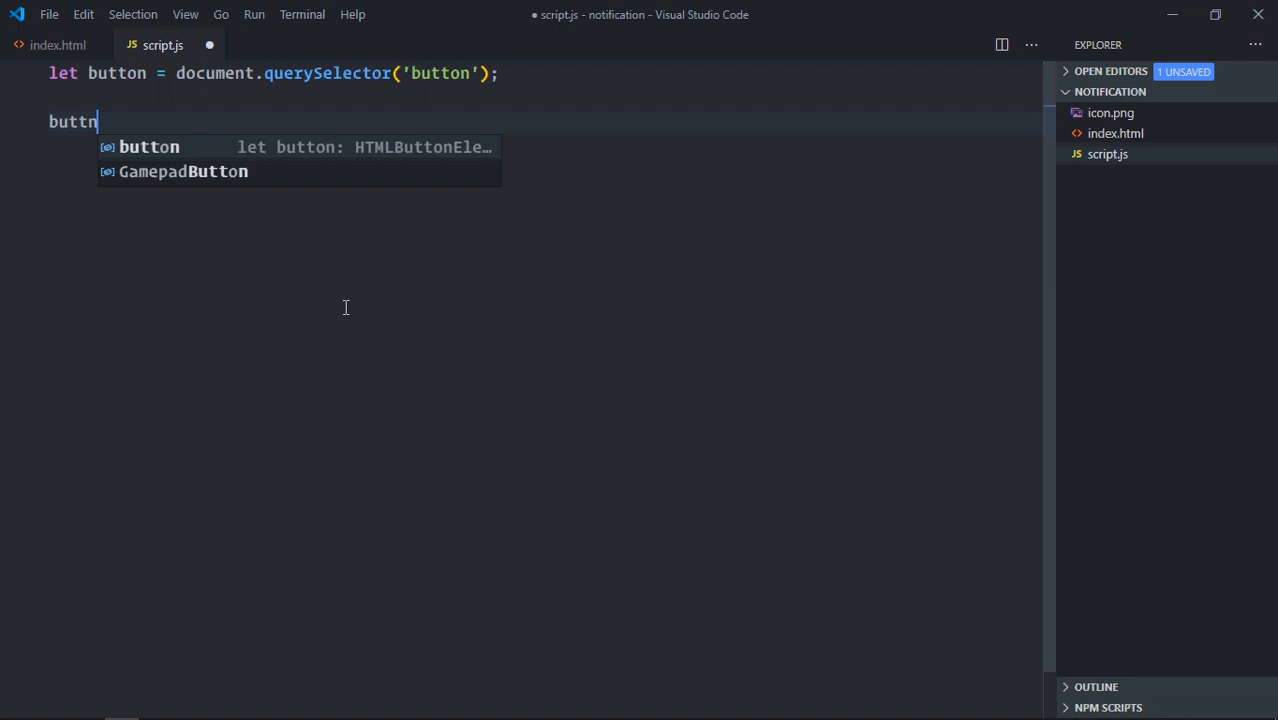 File Edit Selection View Go Run Terminal Help
● script.js - notification - Visual Studio Code
index.html
JS script.js
EXPLORER
let button = document.querySelector('button');
buttn
button let button: HTMLButtonEle…
GamepadButton
OPEN EDITORS 1 UNSAVED
NOTIFICATION
icon.png
index.html
JS script.js
OUTLINE
NPM SCRIPTS